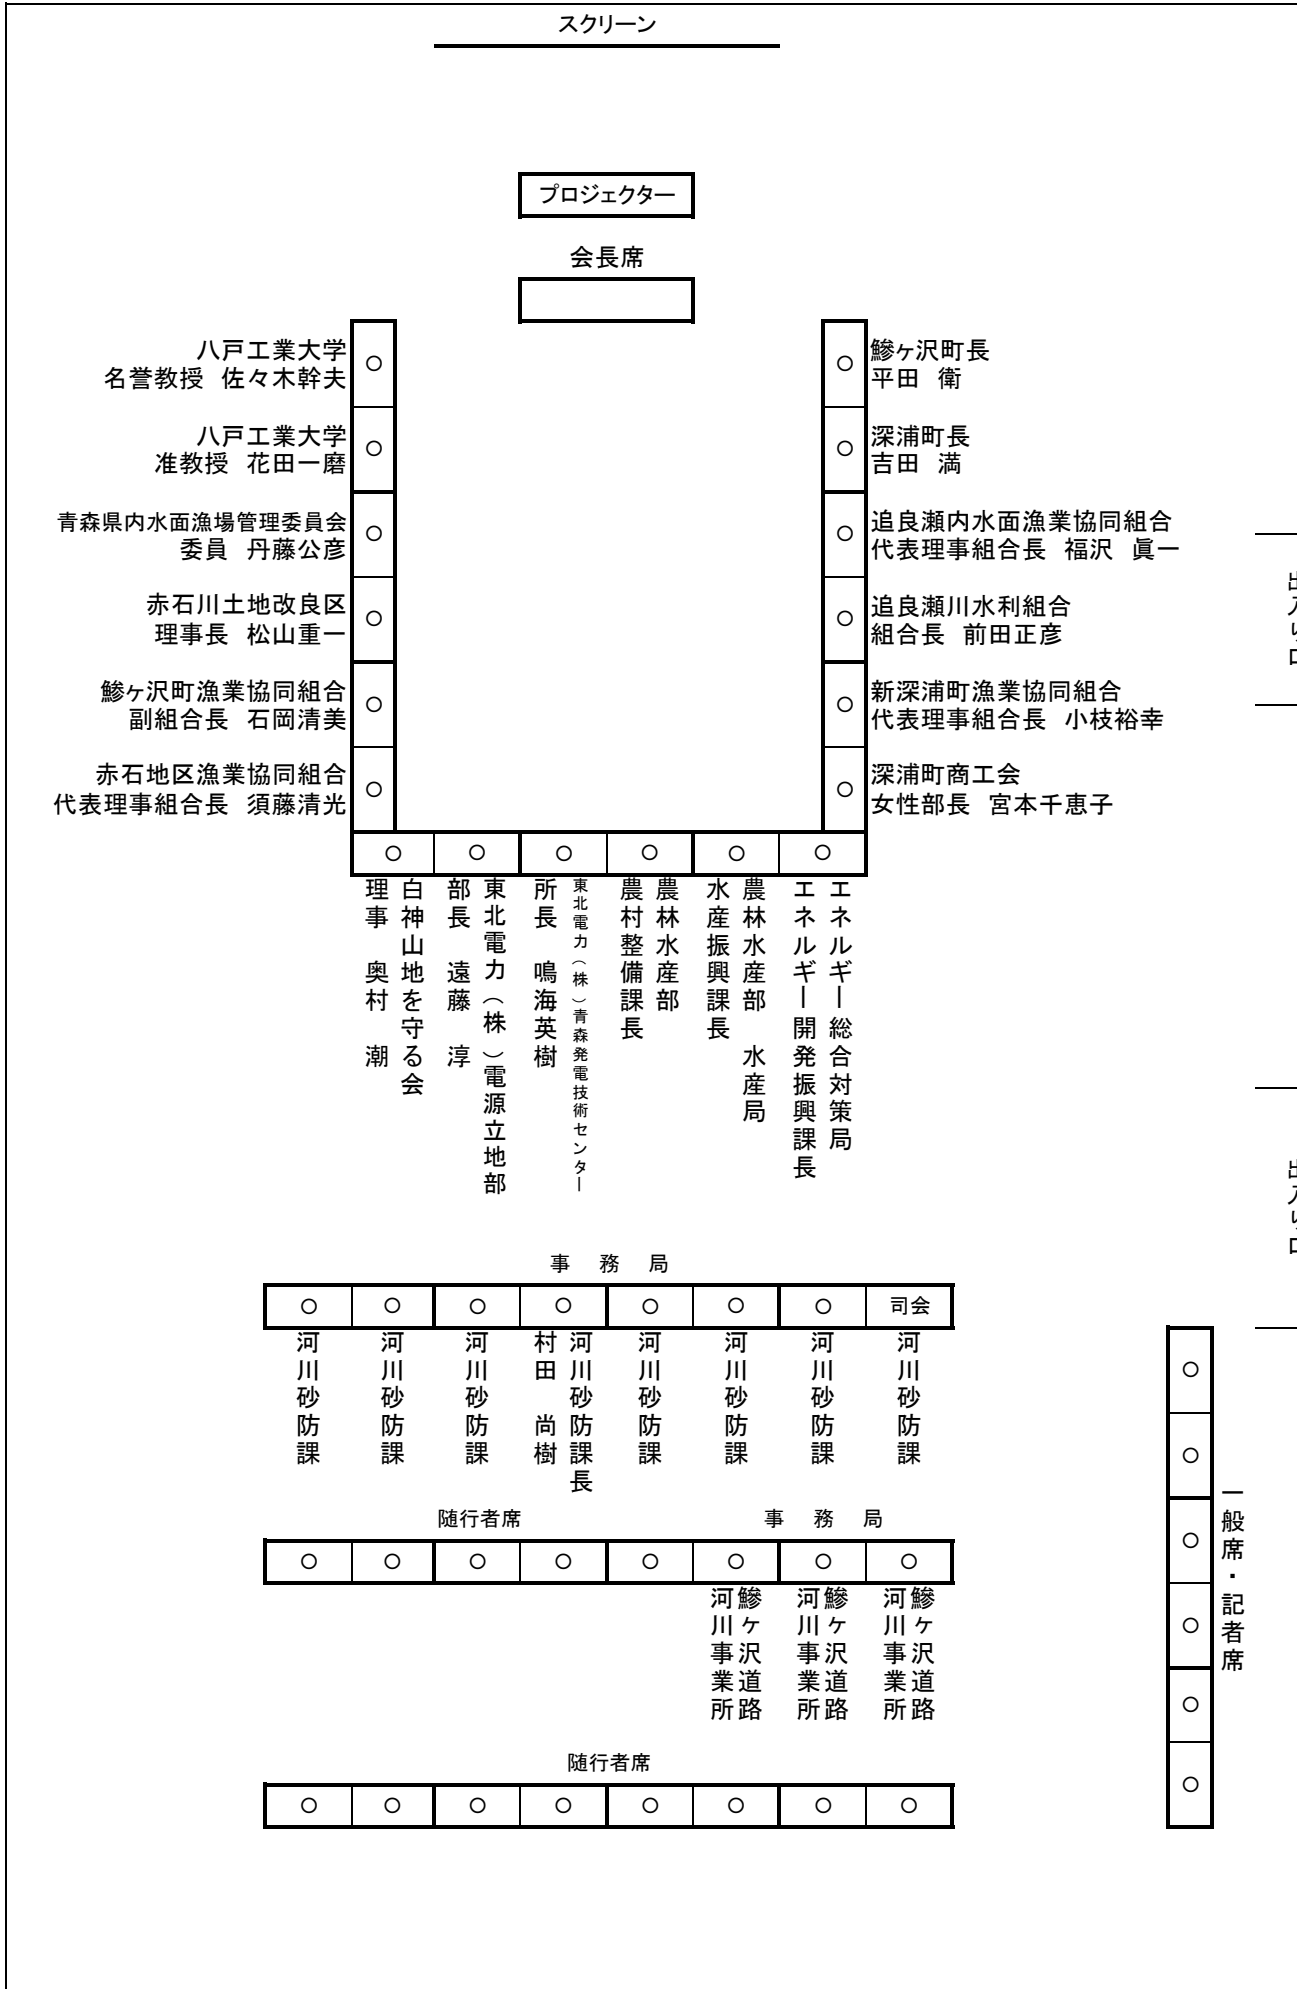 スクリーン
プロジェクター
会長席
八戸工業大学
名誉教授 佐々木幹夫
八戸工業大学
准教授 花田一磨
青森県内水面漁場管理委員会
委員 丹藤公彦
赤石川土地改良区
理事長 松山重一
鰺ヶ沢町漁業協同組合
副組合長 石岡清美
赤石地区漁業協同組合
代表理事組合長 須藤清光
鰺ヶ沢町長
平田 衛
深浦町長
吉田 満
追良瀬内水面漁業協同組合
代表理事組合長 福沢 眞一
追良瀬川水利組合
組合長 前田正彦
新深浦町漁業協同組合
代表理事組合長 小枝裕幸
深浦町商工会
女性部長 宮本千恵子
出入り口
出入り口
白神山地を守る会
理事 奥村 潮
東北電力(株)電源立地部
部長 遠藤 淳
東北電力(株)青森発電技術センター
所長 鳴海英樹
農林水産部
農村整備課長
農林水産部 水産局
水産振興課長
エネルギー総合対策局
エネルギー開発振興課長
事務局
司会
河川砂防課
河川砂防課
河川砂防課
河川砂防課長
村田 尚樹
河川砂防課
河川砂防課
河川砂防課
河川砂防課
随行者席
事務局
鰺ヶ沢道路
河川事業所
鰺ヶ沢道路
河川事業所
鰺ヶ沢道路
河川事業所
一般席・記者席
随行者席